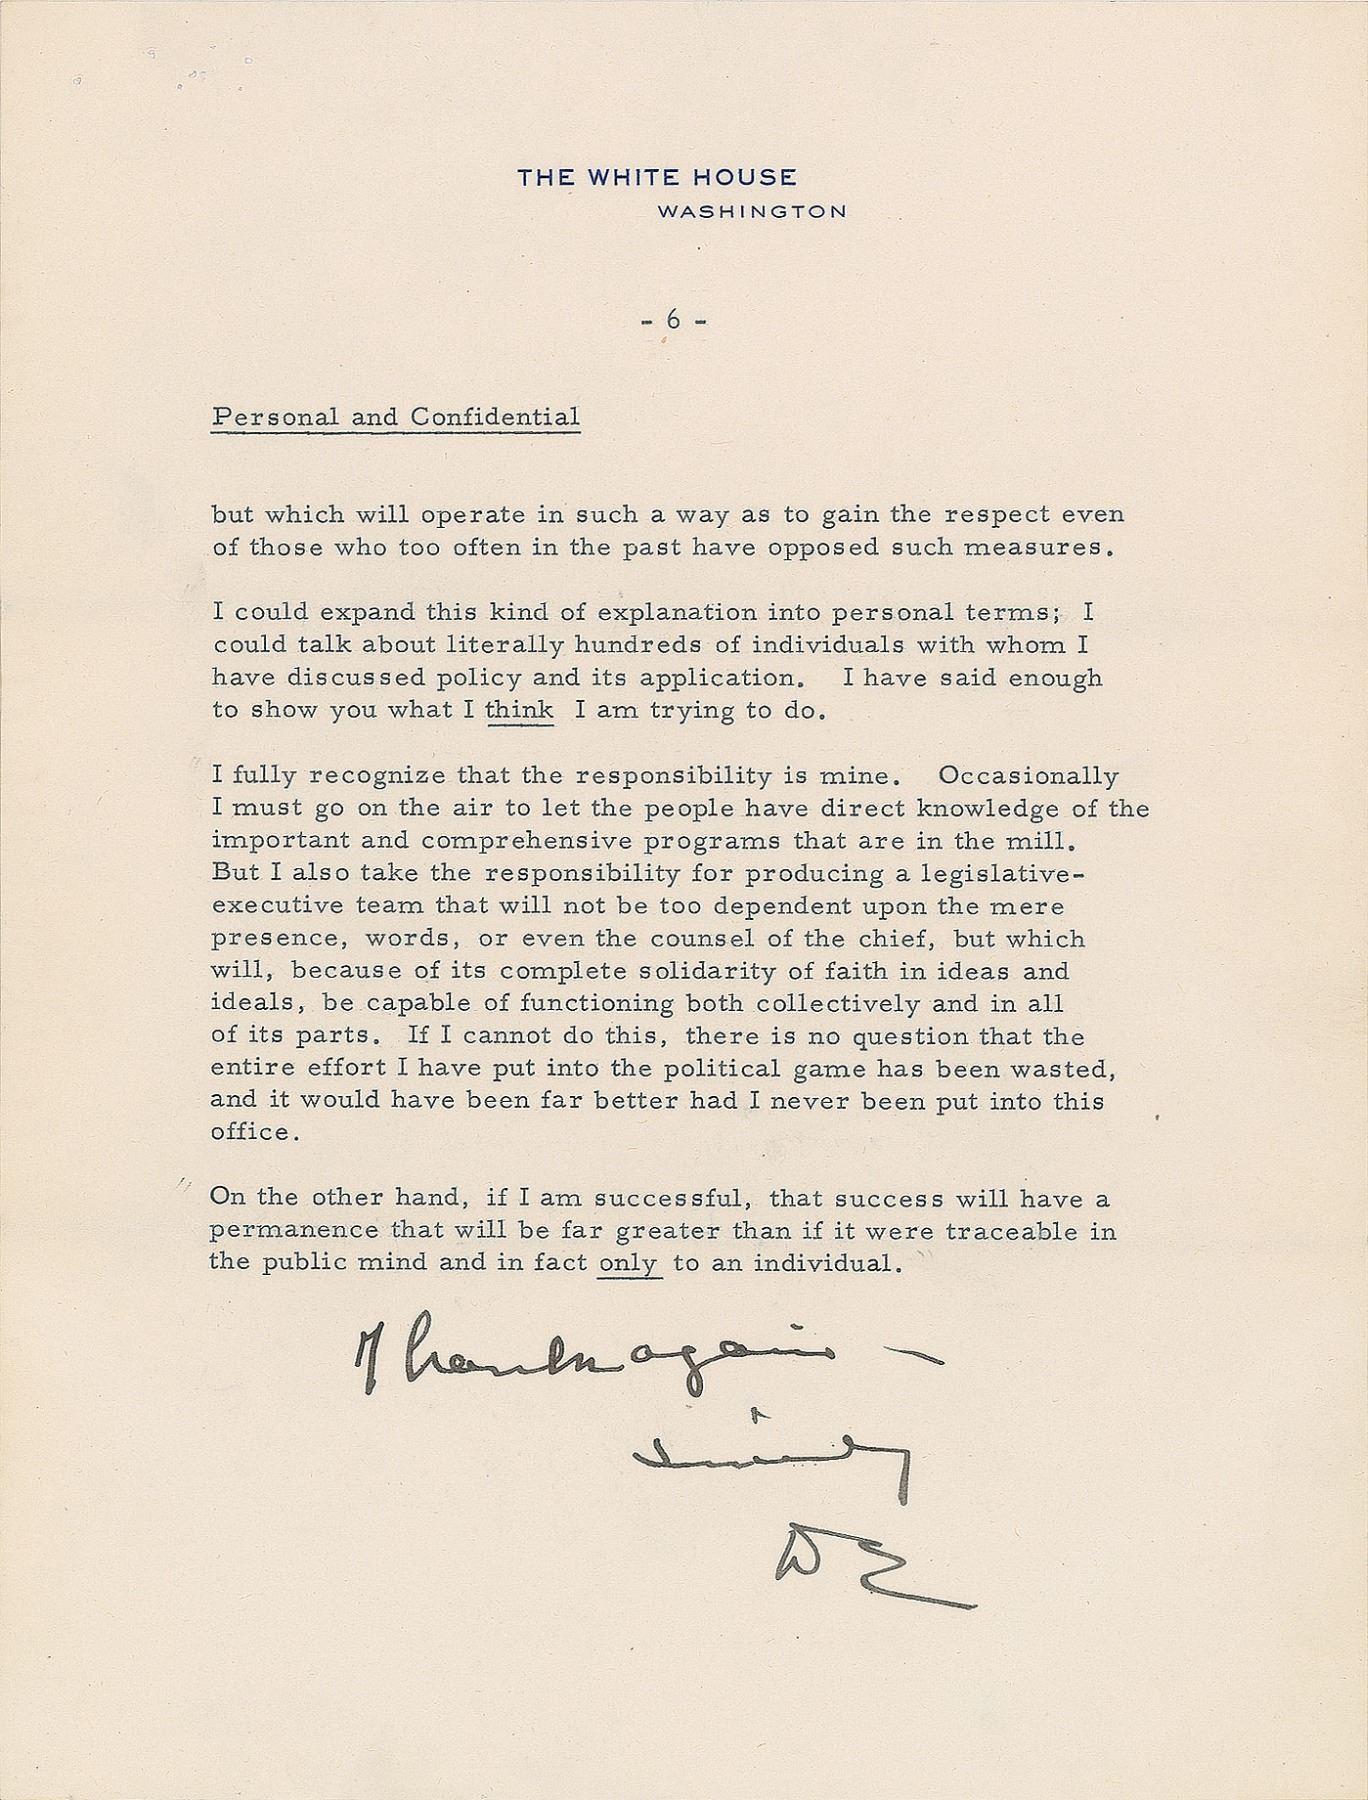 THE WHITE HOUSE
WASHINGTON
- 6 -
Personal and Confidential
but which will operate in such a way as to gain the respect even
of those who too often in the past have opposed such measures.
I could expand this kind of explanation into personal terms; I
could talk about literally hundreds of individuals with whom I
have discussed policy and its application. I have said enough
to show you what I think I am trying to do.
I fully recognize that the responsibility is mine. Occasionally
I must go on the air to let the people have direct knowledge of the
important and comprehensive programs that are in the mill.
But I also take the responsibility for producing a legislative-
executive team that will not be too dependent upon the mere
presence, words, or even the counsel of the chief, but which
will, because of its complete solidarity of faith in ideas and
ideals, be capable of functioning both collectively and in all
of its parts. If I cannot do this, there is no question that the
entire effort I have put into the political game has been wasted,
and it would have been far better had I never been put into this
office.
On the other hand, if I am successful, that success will have a
permanence that will be far greater than if it were traceable in
the public mind and in fact only to an individual.
Thanks again —
Sincerely
DE